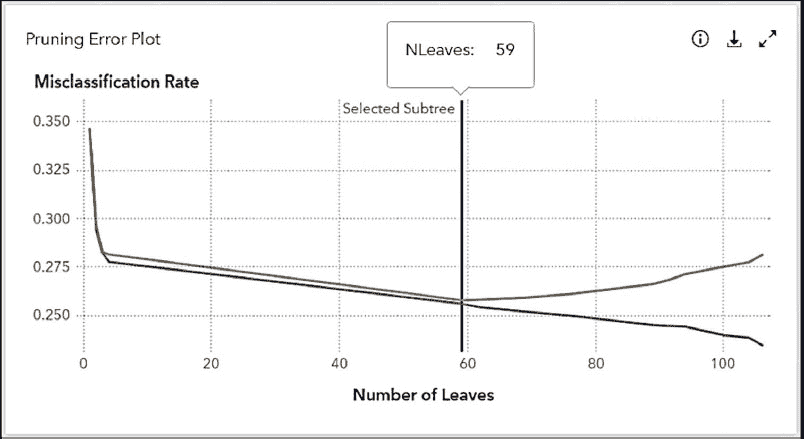 Pruning Error Plot
NLeaves: 59
Misclassification Rate
Selected Subtree
0.350
0.325
0.300
0.275
0.250
0 20 40 60 80 100
Number of Leaves